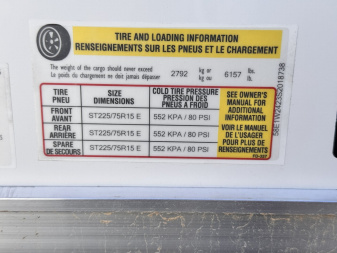 TIRE AND LOADING INFORMATION
RENSEIGNEMENTS SUR LES PNEUS ET LE CHARGEMENT
The weight of the cargo should never exceed 2792 kg or 6157 lbs.
Le poids du chargement ne doit jamais dépasser kg ou lb.
TIRE PNEU
SIZE DIMENSIONS
COLD TIRE PRESSURE
PRESSION DES
PNEUS A FROID
SEE OWNER'S
MANUAL FOR
ADDITIONAL
INFORMATION
VOIR LE MANUEL
DE L'USAGER
POUR PLUS DE
RENSEIGNEMENTS
FRONT AVANT ST225/75R15 E 552 KPA / 80 PSI
REAR ARRIÈRE ST225/75R15 E 552 KPA / 80 PSI
SPARE DE SECOURS ST225/75R15 E 552 KPA / 80 PSI